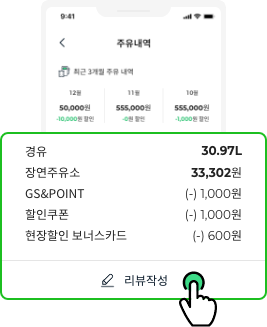 9:41
주유내역
최근 3개월 주유 내역
12월 11월 10월
50,000원 555,000원 555,000원
-10,000원 할인 -0원 할인 -1,000원 할인
경유 30.97L
장연주유소 33,302원
GS&POINT (-) 1,000원
할인쿠폰 (-) 1,000원
현장할인 보너스카드 (-) 600원
리뷰작성